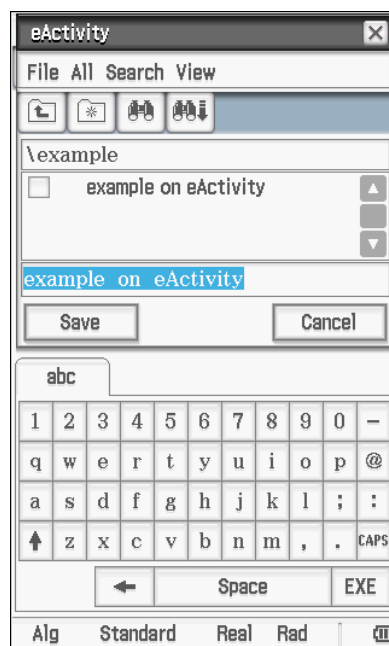 eActivity
File All Search View
\example
example on eActivity
example on eActivity
Save Cancel
abc
1 2 3 4 5 6 7 8 9 0 –
q w e r t y u i o p @
a s d f g h j k l ; :
z x c v b n m , . CAPS
Space EXE
Alg Standard Real Rad